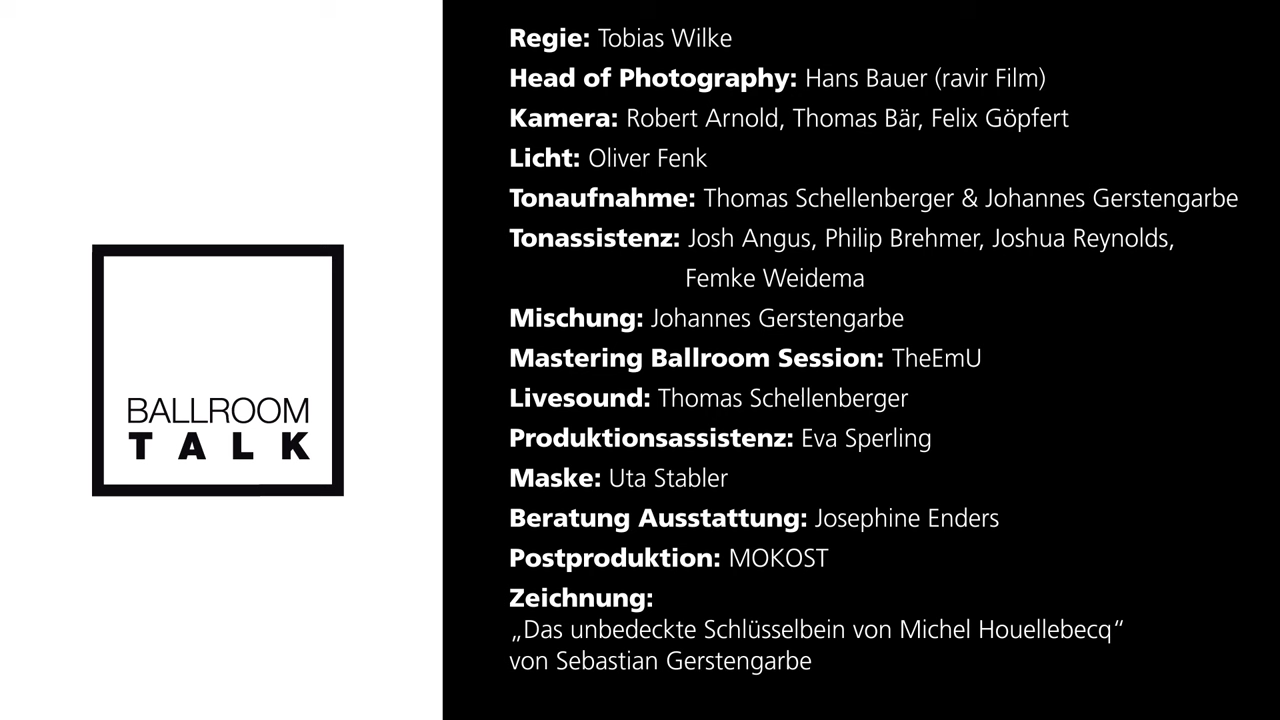 BALLROOM
TALK
Regie: Tobias Wilke
Head of Photography: Hans Bauer (ravir Film)
Kamera: Robert Arnold, Thomas Bär, Felix Göpfert
Licht: Oliver Fenk
Tonaufnahme: Thomas Schellenberger & Johannes Gerstengarbe
Tonassistenz: Josh Angus, Philip Brehmer, Joshua Reynolds,
Femke Weidema
Mischung: Johannes Gerstengarbe
Mastering Ballroom Session: TheEmU
Livesound: Thomas Schellenberger
Produktionsassistenz: Eva Sperling
Maske: Uta Stabler
Beratung Ausstattung: Josephine Enders
Postproduktion: MOKOST
Zeichnung:
„Das unbedeckte Schlüsselbein von Michel Houellebecq“
von Sebastian Gerstengarbe